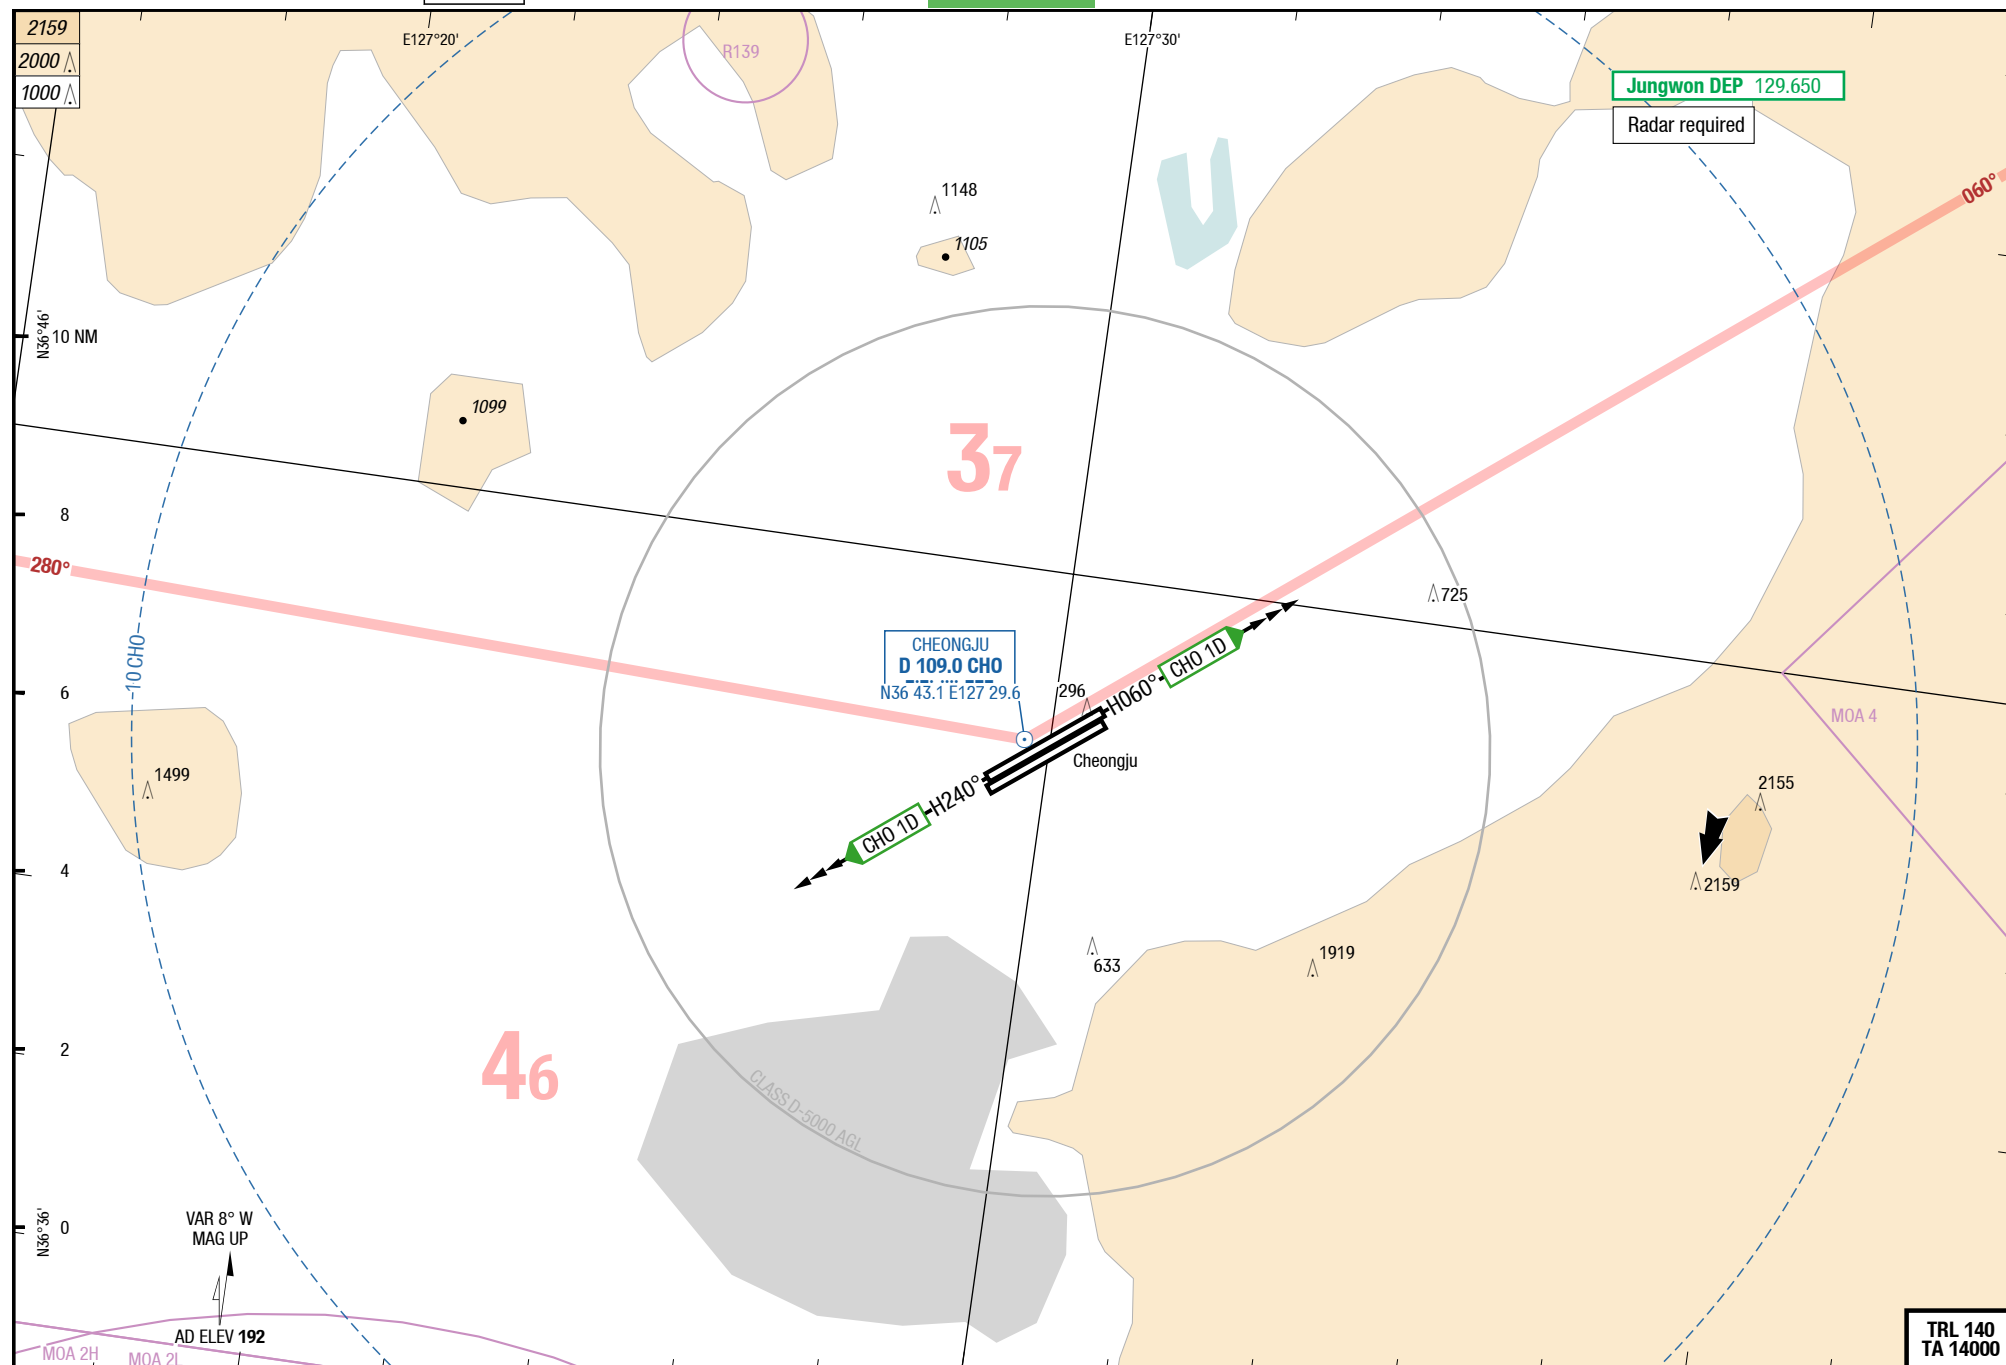 2159
2000
1000
E127°20'
E127°30'
R139
Jungwon DEP 129.650
Radar required
060°
1148
1105
N36°46'
10 NM
1099
37
8
280°
725
CHEONGJU
D 109.0 CHO
N36 43.1 E127 29.6
10 CHO
296
H060°
CHO 1D
6
MOA 4
Cheongju
1499
2155
H240°
CHO 1D
4
2159
1919
633
2
46
CLASS D-5000 AGL
VAR 8° W
MAG UP
N36°36'
0
AD ELEV 192
MOA 2H
MOA 2L
TRL 140
TA 14000